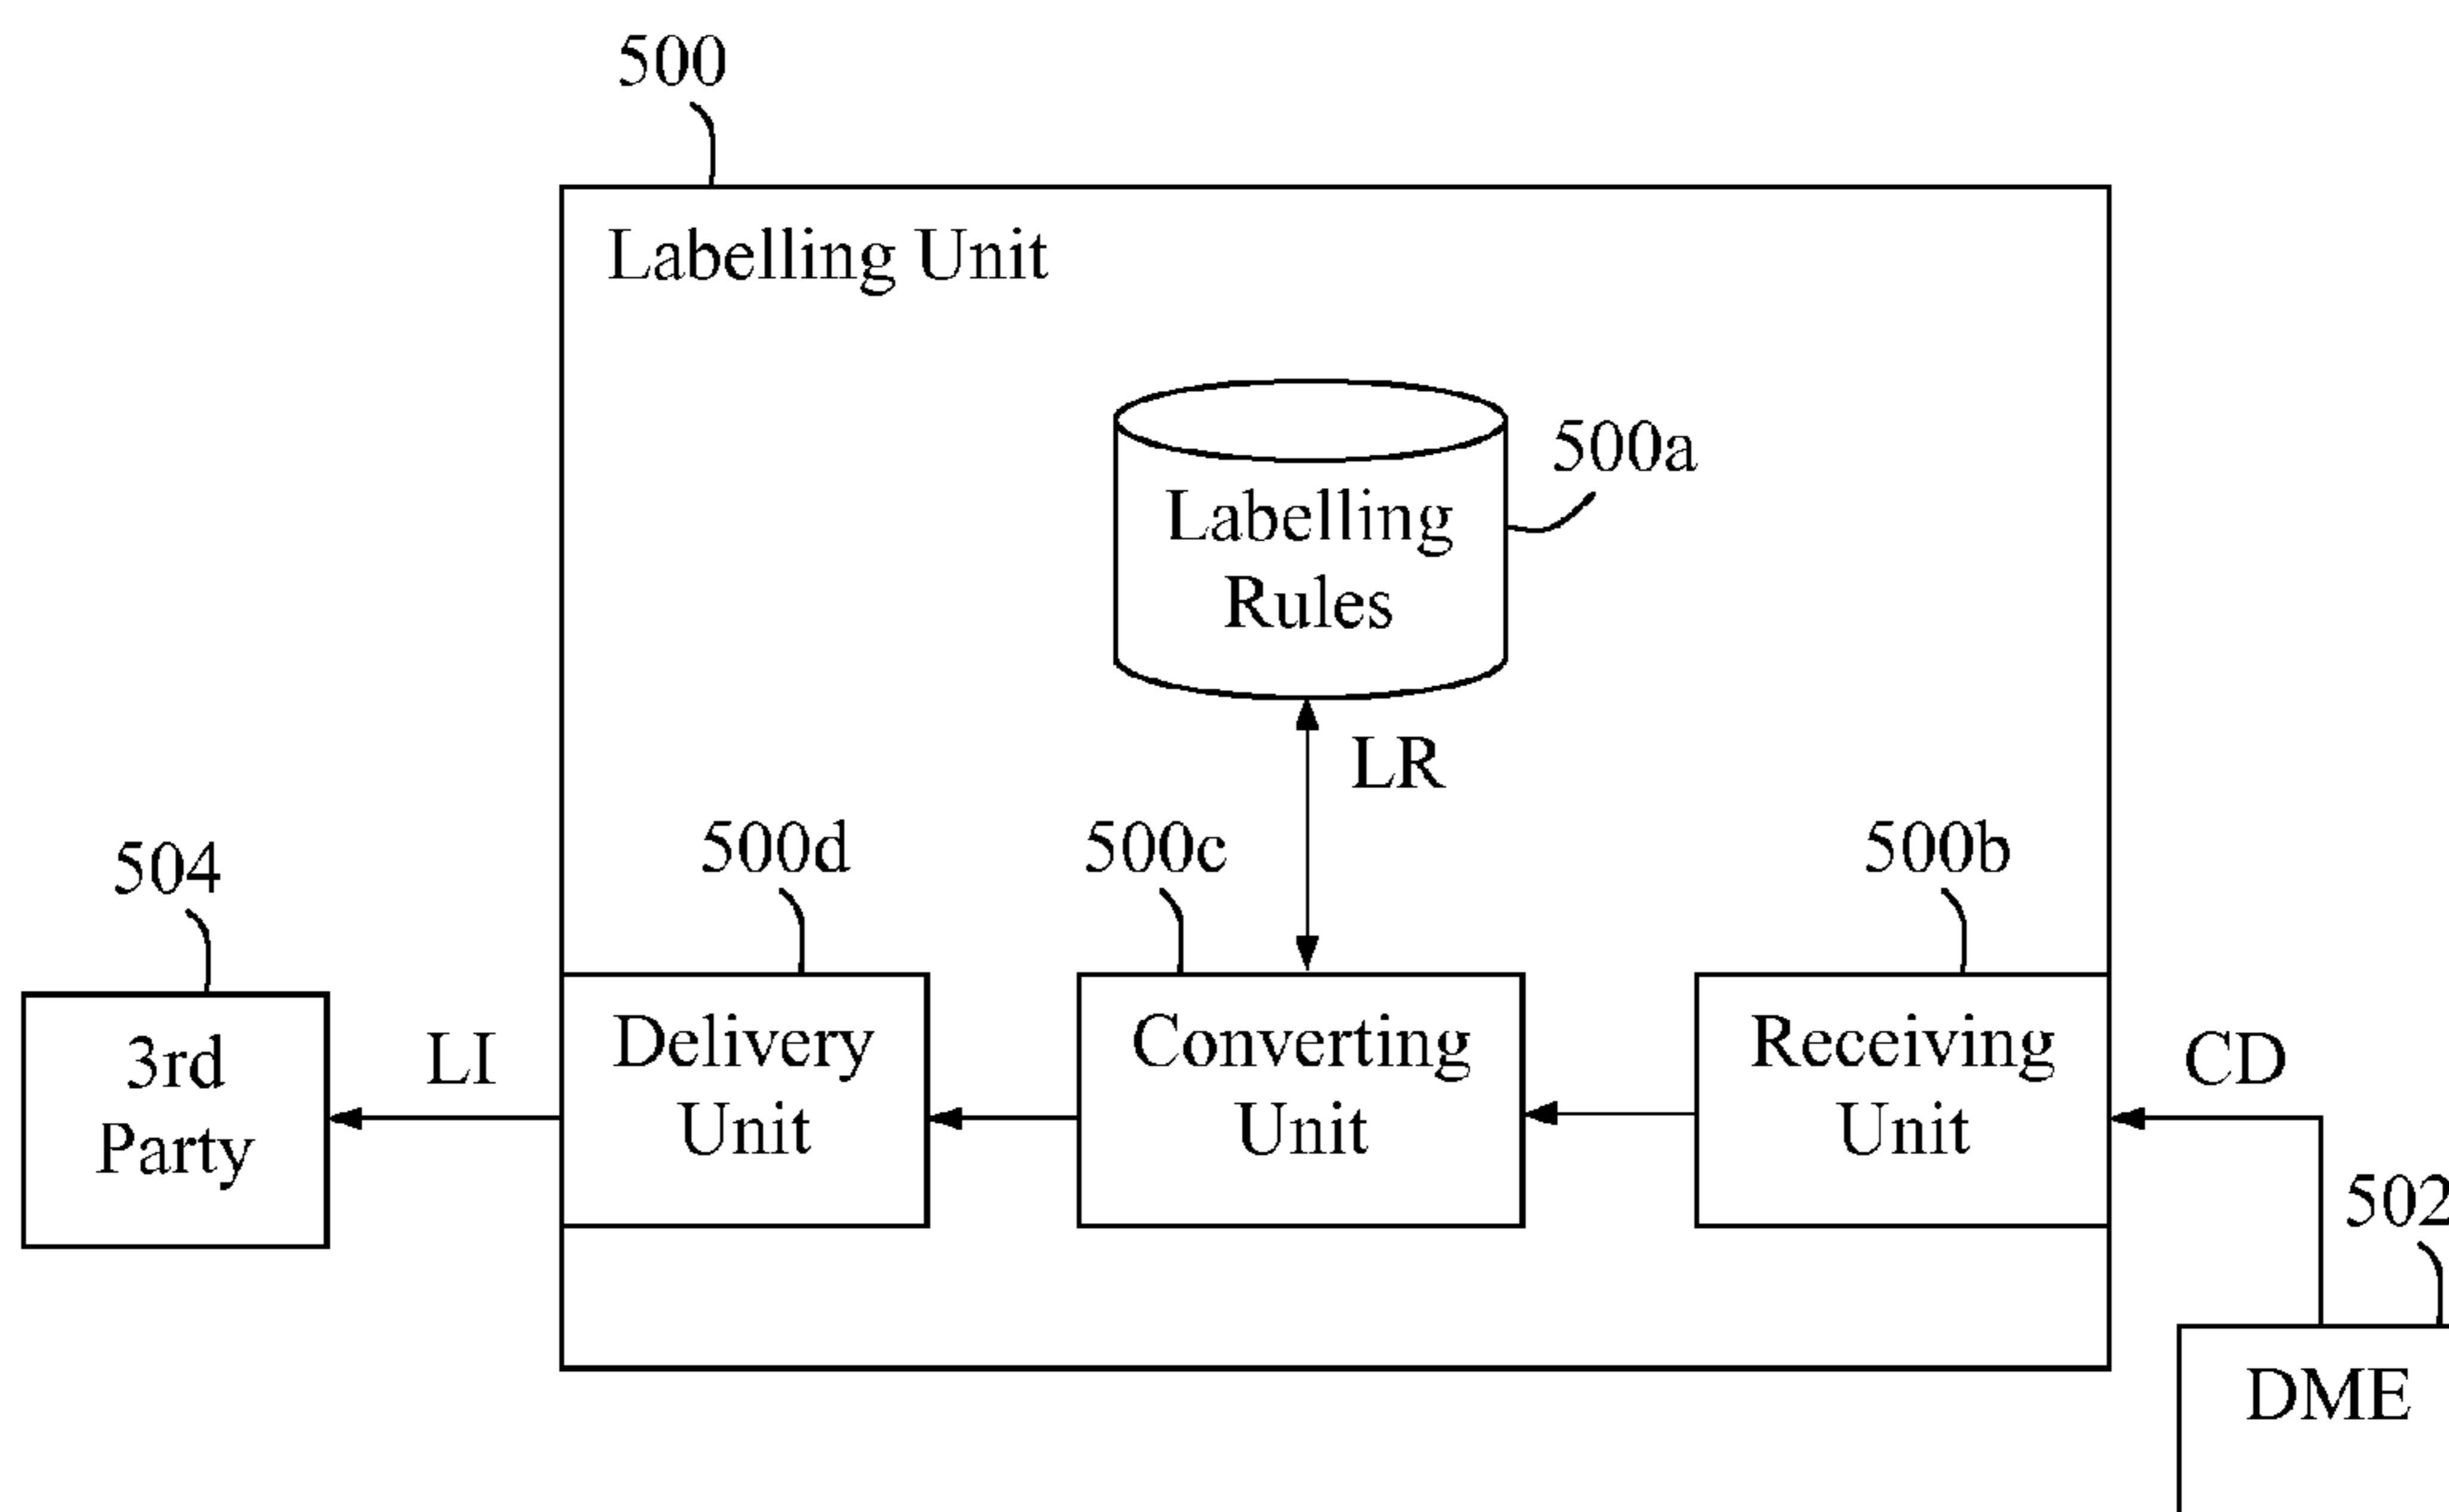 500
Labelling Unit
500a
Labelling
Rules
LR
504
500d
500c
500b
3rd
Party
LI
Delivery
Unit
Converting
Unit
Receiving
Unit
CD
502
DME